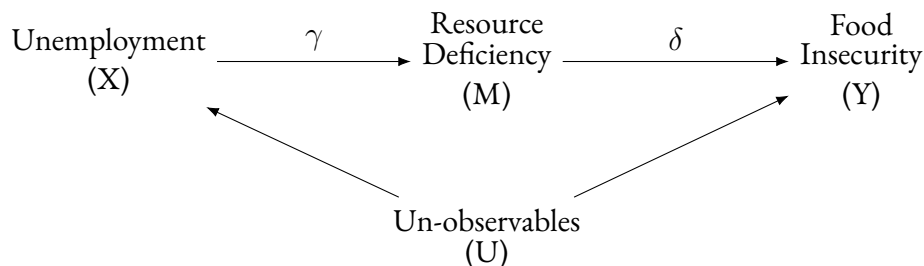 Unemployment
(X)
γ
Resource
Deficiency
(M)
δ
Food
Insecurity
(Y)
Un-observables
(U)